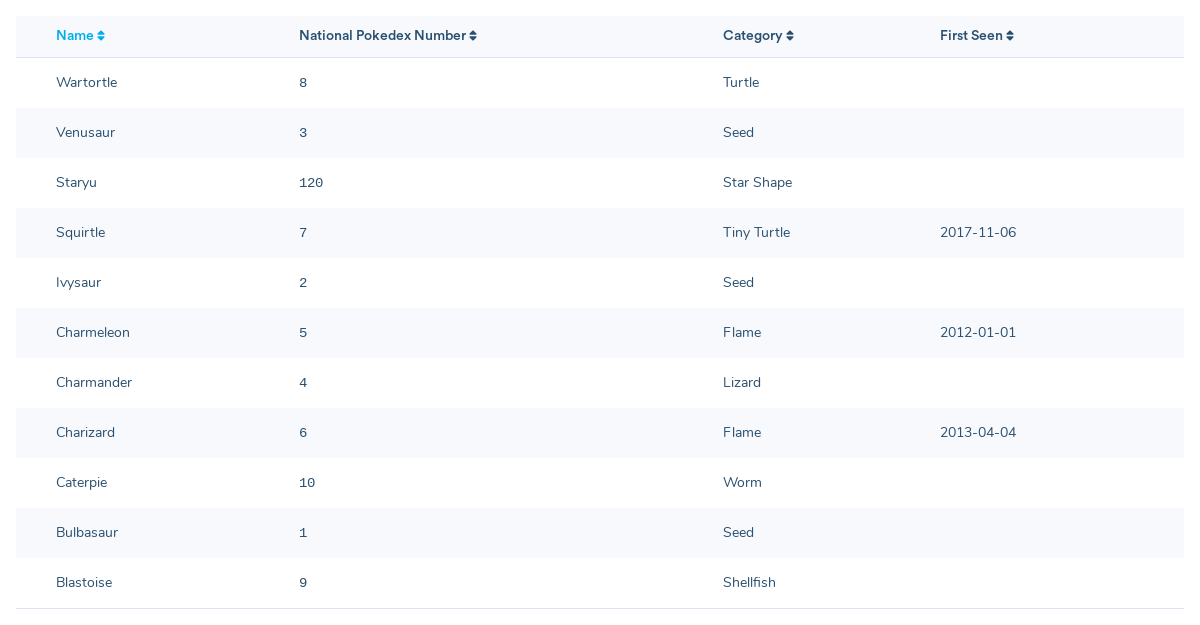 Name National Pokedex Number Category First Seen
Wartortle 8 Turtle
Venusaur 3 Seed
Staryu 120 Star Shape
Squirtle 7 Tiny Turtle 2017-11-06
Ivysaur 2 Seed
Charmeleon 5 Flame 2012-01-01
Charmander 4 Lizard
Charizard 6 Flame 2013-04-04
Caterpie 10 Worm
Bulbasaur 1 Seed
Blastoise 9 Shellfish